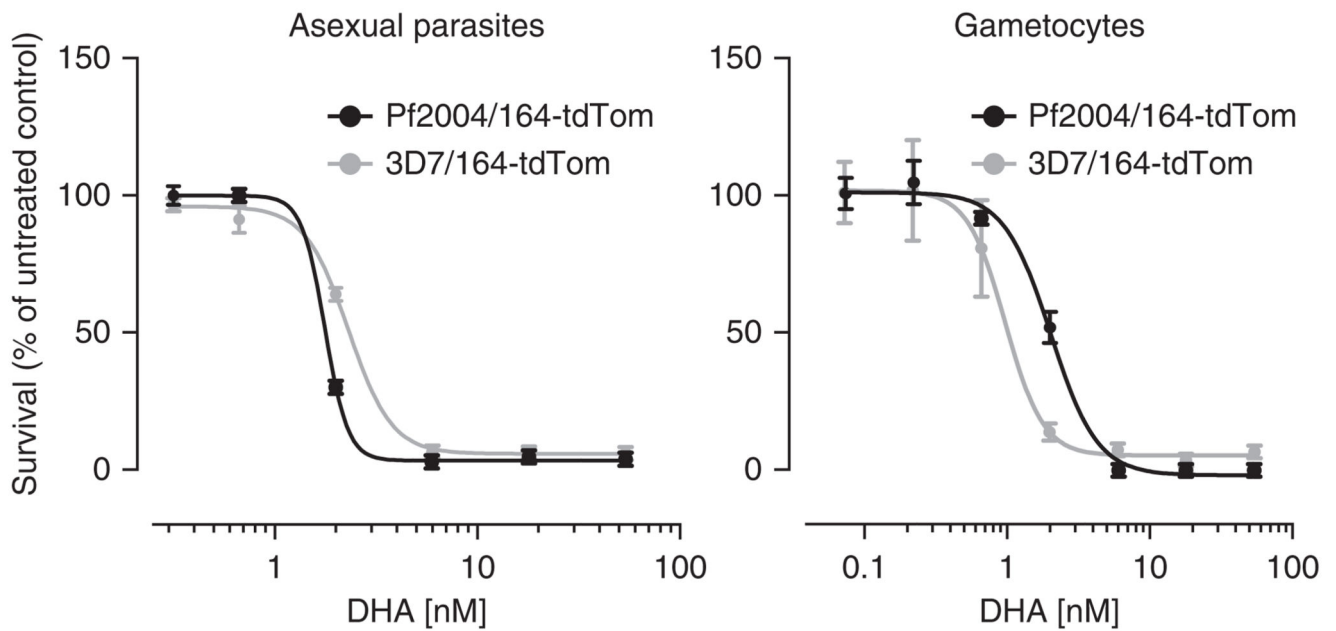 Asexual parasites
Survival (% of untreated control)
150
100
50
0
Pf2004/164-tdTom
3D7/164-tdTom
1
10
100
DHA [nM]
Gametocytes
150
100
50
0
Pf2004/164-tdTom
3D7/164-tdTom
0.1
1
10
100
DHA [nM]